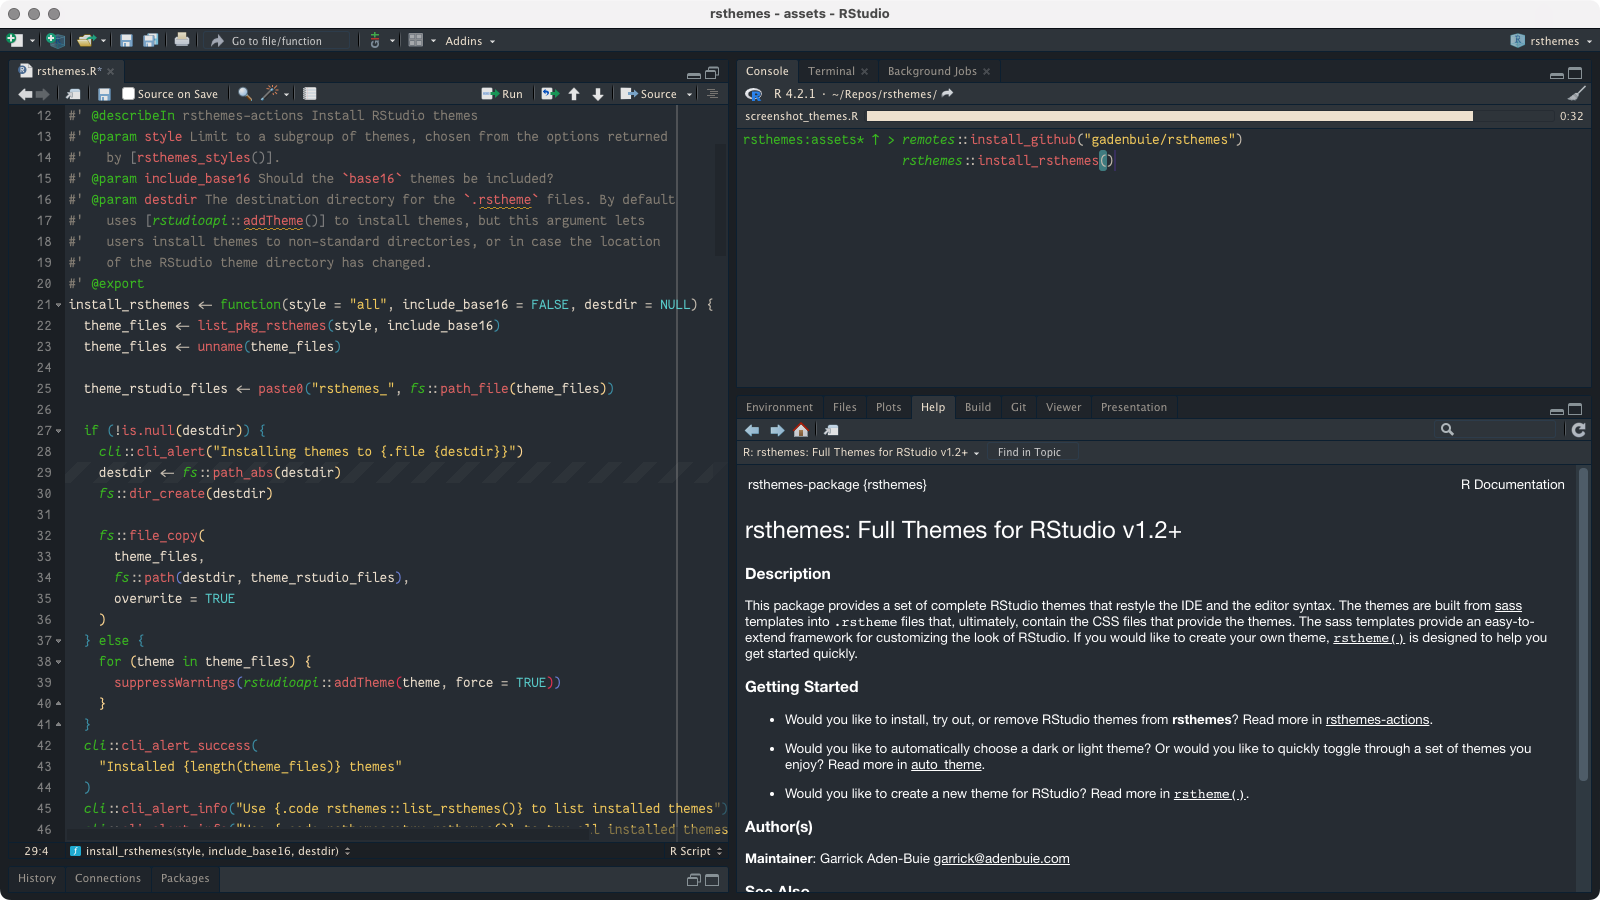 rsthemes - assets - RStudio
Go to file/function
Addins
rsthemes
rsthemes.R*
Source on Save
Run
Source
12 #' @describeIn rsthemes-actions Install RStudio themes
13 #' @param style Limit to a subgroup of themes, chosen from the options returned
14 #'   by [rsthemes_styles()].
15 #' @param include_base16 Should the `base16` themes be included?
16 #' @param destdir The destination directory for the `.rstheme` files. By default
17 #'   uses [rstudioapi::addTheme()] to install themes, but this argument lets
18 #'   users install themes to non-standard directories, or in case the location
19 #'   of the RStudio theme directory has changed.
20 #' @export
21 install_rsthemes <- function(style = "all", include_base16 = FALSE, destdir = NULL) {
22   theme_files <- list_pkg_rsthemes(style, include_base16)
23   theme_files <- unname(theme_files)
24
25   theme_rstudio_files <- paste0("rsthemes_", fs::path_file(theme_files))
26
27   if (!is.null(destdir)) {
28     cli::cli_alert("Installing themes to {.file {destdir}}")
29     destdir <- fs::path_abs(destdir)
30     fs::dir_create(destdir)
31
32     fs::file_copy(
33       theme_files,
34       fs::path(destdir, theme_rstudio_files),
35       overwrite = TRUE
36     )
37   } else {
38     for (theme in theme_files) {
39       suppressWarnings(rstudioapi::addTheme(theme, force = TRUE))
40     }
41   }
42   cli::cli_alert_success(
43     "Installed {length(theme_files)} themes"
44   )
45   cli::cli_alert_info("Use {.code rsthemes::list_rsthemes()} to list installed themes")
46   all installed themes
29:4 install_rsthemes(style, include_base16, destdir)
R Script
History
Connections
Packages
Console
Terminal
Background Jobs
R 4.2.1 · ~/Repos/rsthemes/
screenshot_themes.R
0:32
rsthemes:assets* ↑ > remotes::install_github("gadenbuie/rsthemes")
rsthemes::install_rsthemes()
Environment
Files
Plots
Help
Build
Git
Viewer
Presentation
R: rsthemes: Full Themes for RStudio v1.2+
Find in Topic
rsthemes-package {rsthemes}
R Documentation
rsthemes: Full Themes for RStudio v1.2+
Description
This package provides a set of complete RStudio themes that restyle the IDE and the editor syntax. The themes are built from sass
templates into .rstheme files that, ultimately, contain the CSS files that provide the themes. The sass templates provide an easy-to-
extend framework for customizing the look of RStudio. If you would like to create your own theme, rstheme() is designed to help you
get started quickly.
Getting Started
• Would you like to install, try out, or remove RStudio themes from rsthemes? Read more in rsthemes-actions.
• Would you like to automatically choose a dark or light theme? Or would you like to quickly toggle through a set of themes you
enjoy? Read more in auto_theme.
• Would you like to create a new theme for RStudio? Read more in rstheme().
Author(s)
Maintainer: Garrick Aden-Buie garrick@adenbuie.com
See Also